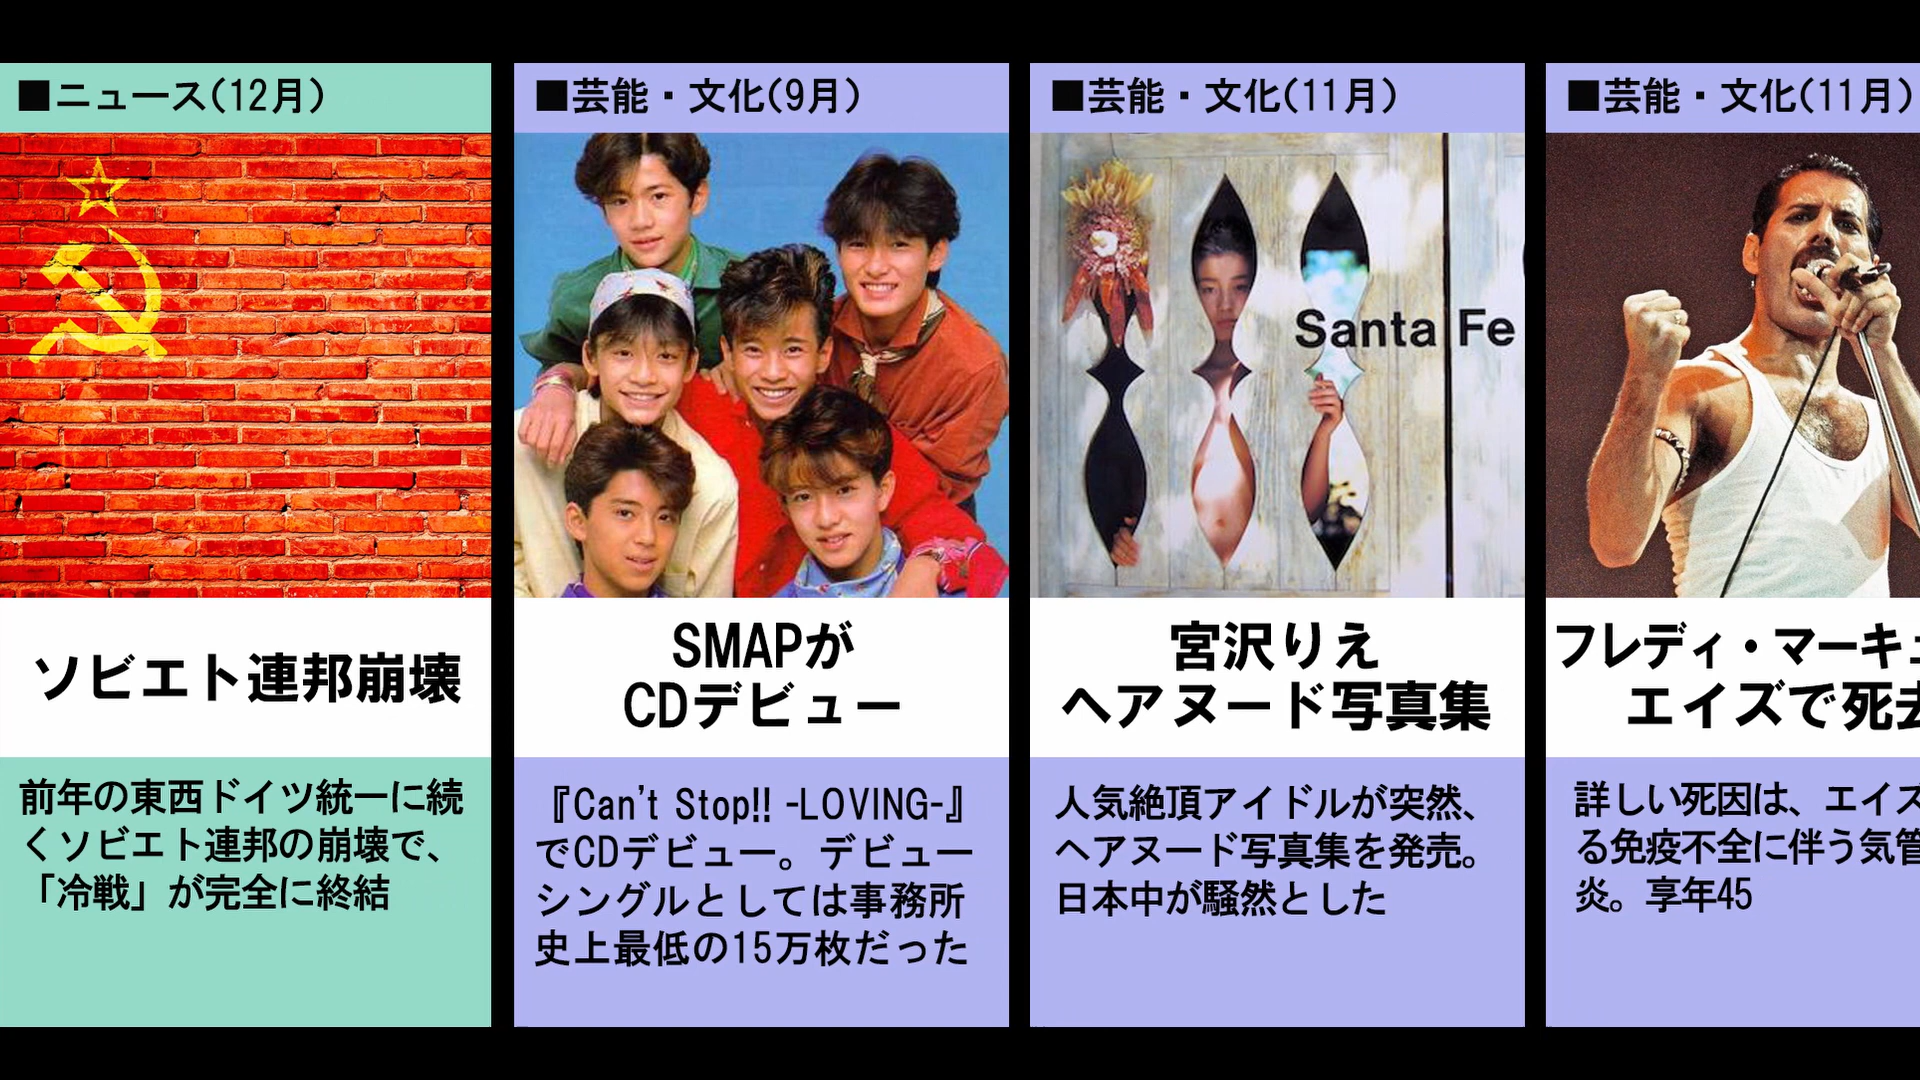 ■ニュース(12月)
ソビエト連邦崩壊
前年の東西ドイツ統一に続
くソビエト連邦の崩壊で、
「冷戦」が完全に終結
■芸能・文化(9月)
SMAPが
CDデビュー
『Can't Stop!! -LOVING-』
でCDデビュー。デビュー
シングルとしては事務所
史上最低の15万枚だった
■芸能・文化(11月)
Santa Fe
宮沢りえ
ヘアヌード写真集
人気絶頂アイドルが突然、
ヘアヌード写真集を発売。
日本中が騒然とした
■芸能・文化(11月)
フレディ・マーキュ
エイズで死去
詳しい死因は、エイズ
る免疫不全に伴う気管
炎。享年45